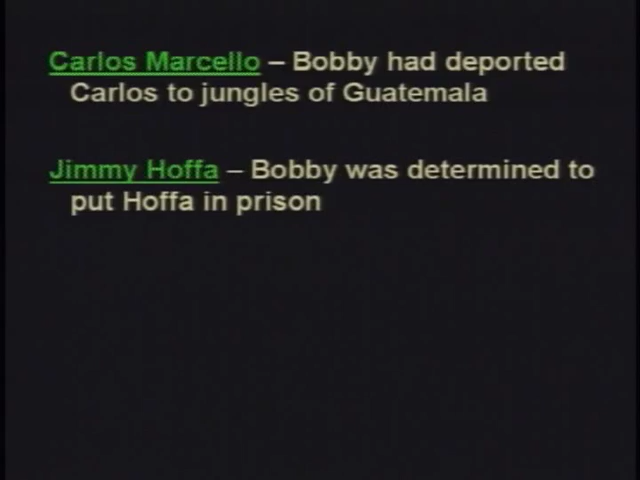 Carlos Marcello – Bobby had deported
Carlos to jungles of Guatemala
Jimmy Hoffa – Bobby was determined to
put Hoffa in prison